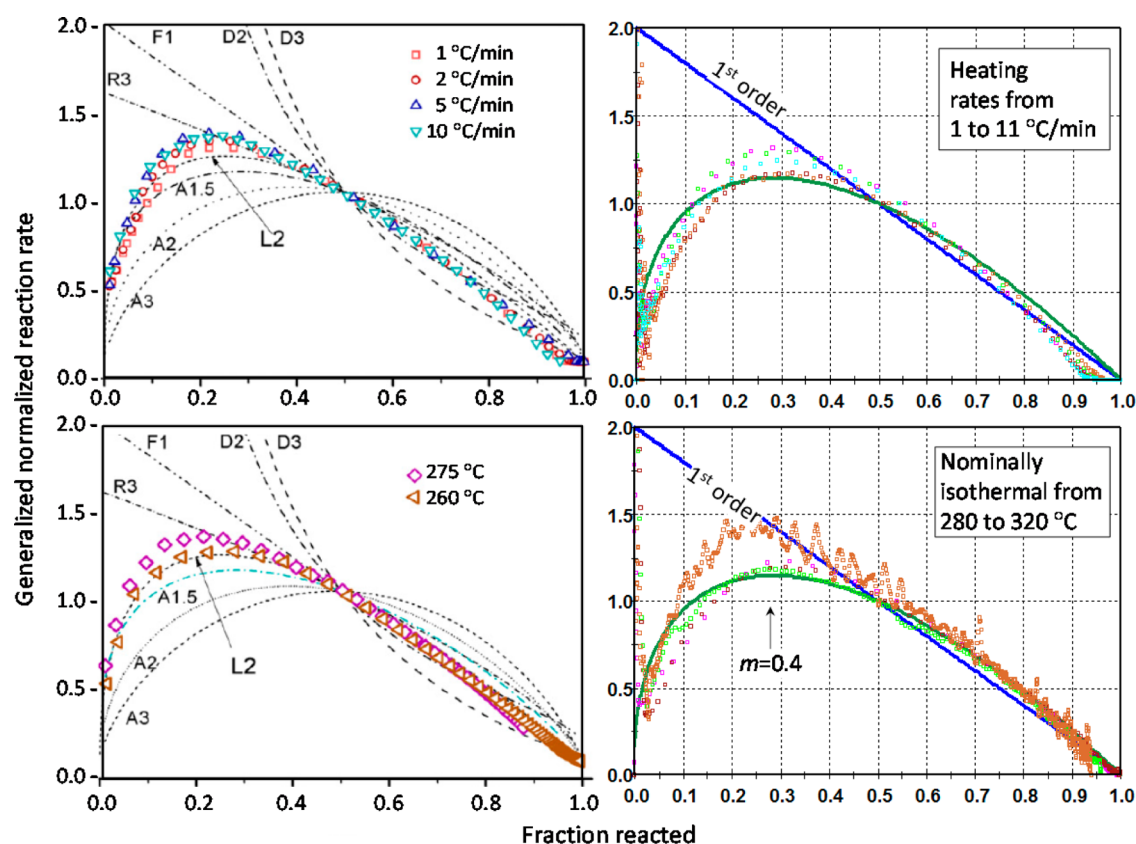 Generalized normalized reaction rate
2.0
1.5
1.0
0.5
0.0
0.0 0.2 0.4 0.6 0.8 1.0
F1
D2
D3
R3
A1.5
A2
A3
L2
1 °C/min
2 °C/min
5 °C/min
10 °C/min
2.0
1.5
1.0
0.5
0.0
0.0 0.1 0.2 0.3 0.4 0.5 0.6 0.7 0.8 0.9 1.0
1st order
Heating
rates from
1 to 11 °C/min
2.0
1.5
1.0
0.5
0.0
0.0 0.2 0.4 0.6 0.8 1.0
F1
D2
D3
R3
A1.5
A2
A3
L2
275 °C
260 °C
2.0
1.5
1.0
0.5
0.0
0.0 0.1 0.2 0.3 0.4 0.5 0.6 0.7 0.8 0.9 1.0
1st order
Nominally
isothermal from
280 to 320 °C
m=0.4
Fraction reacted